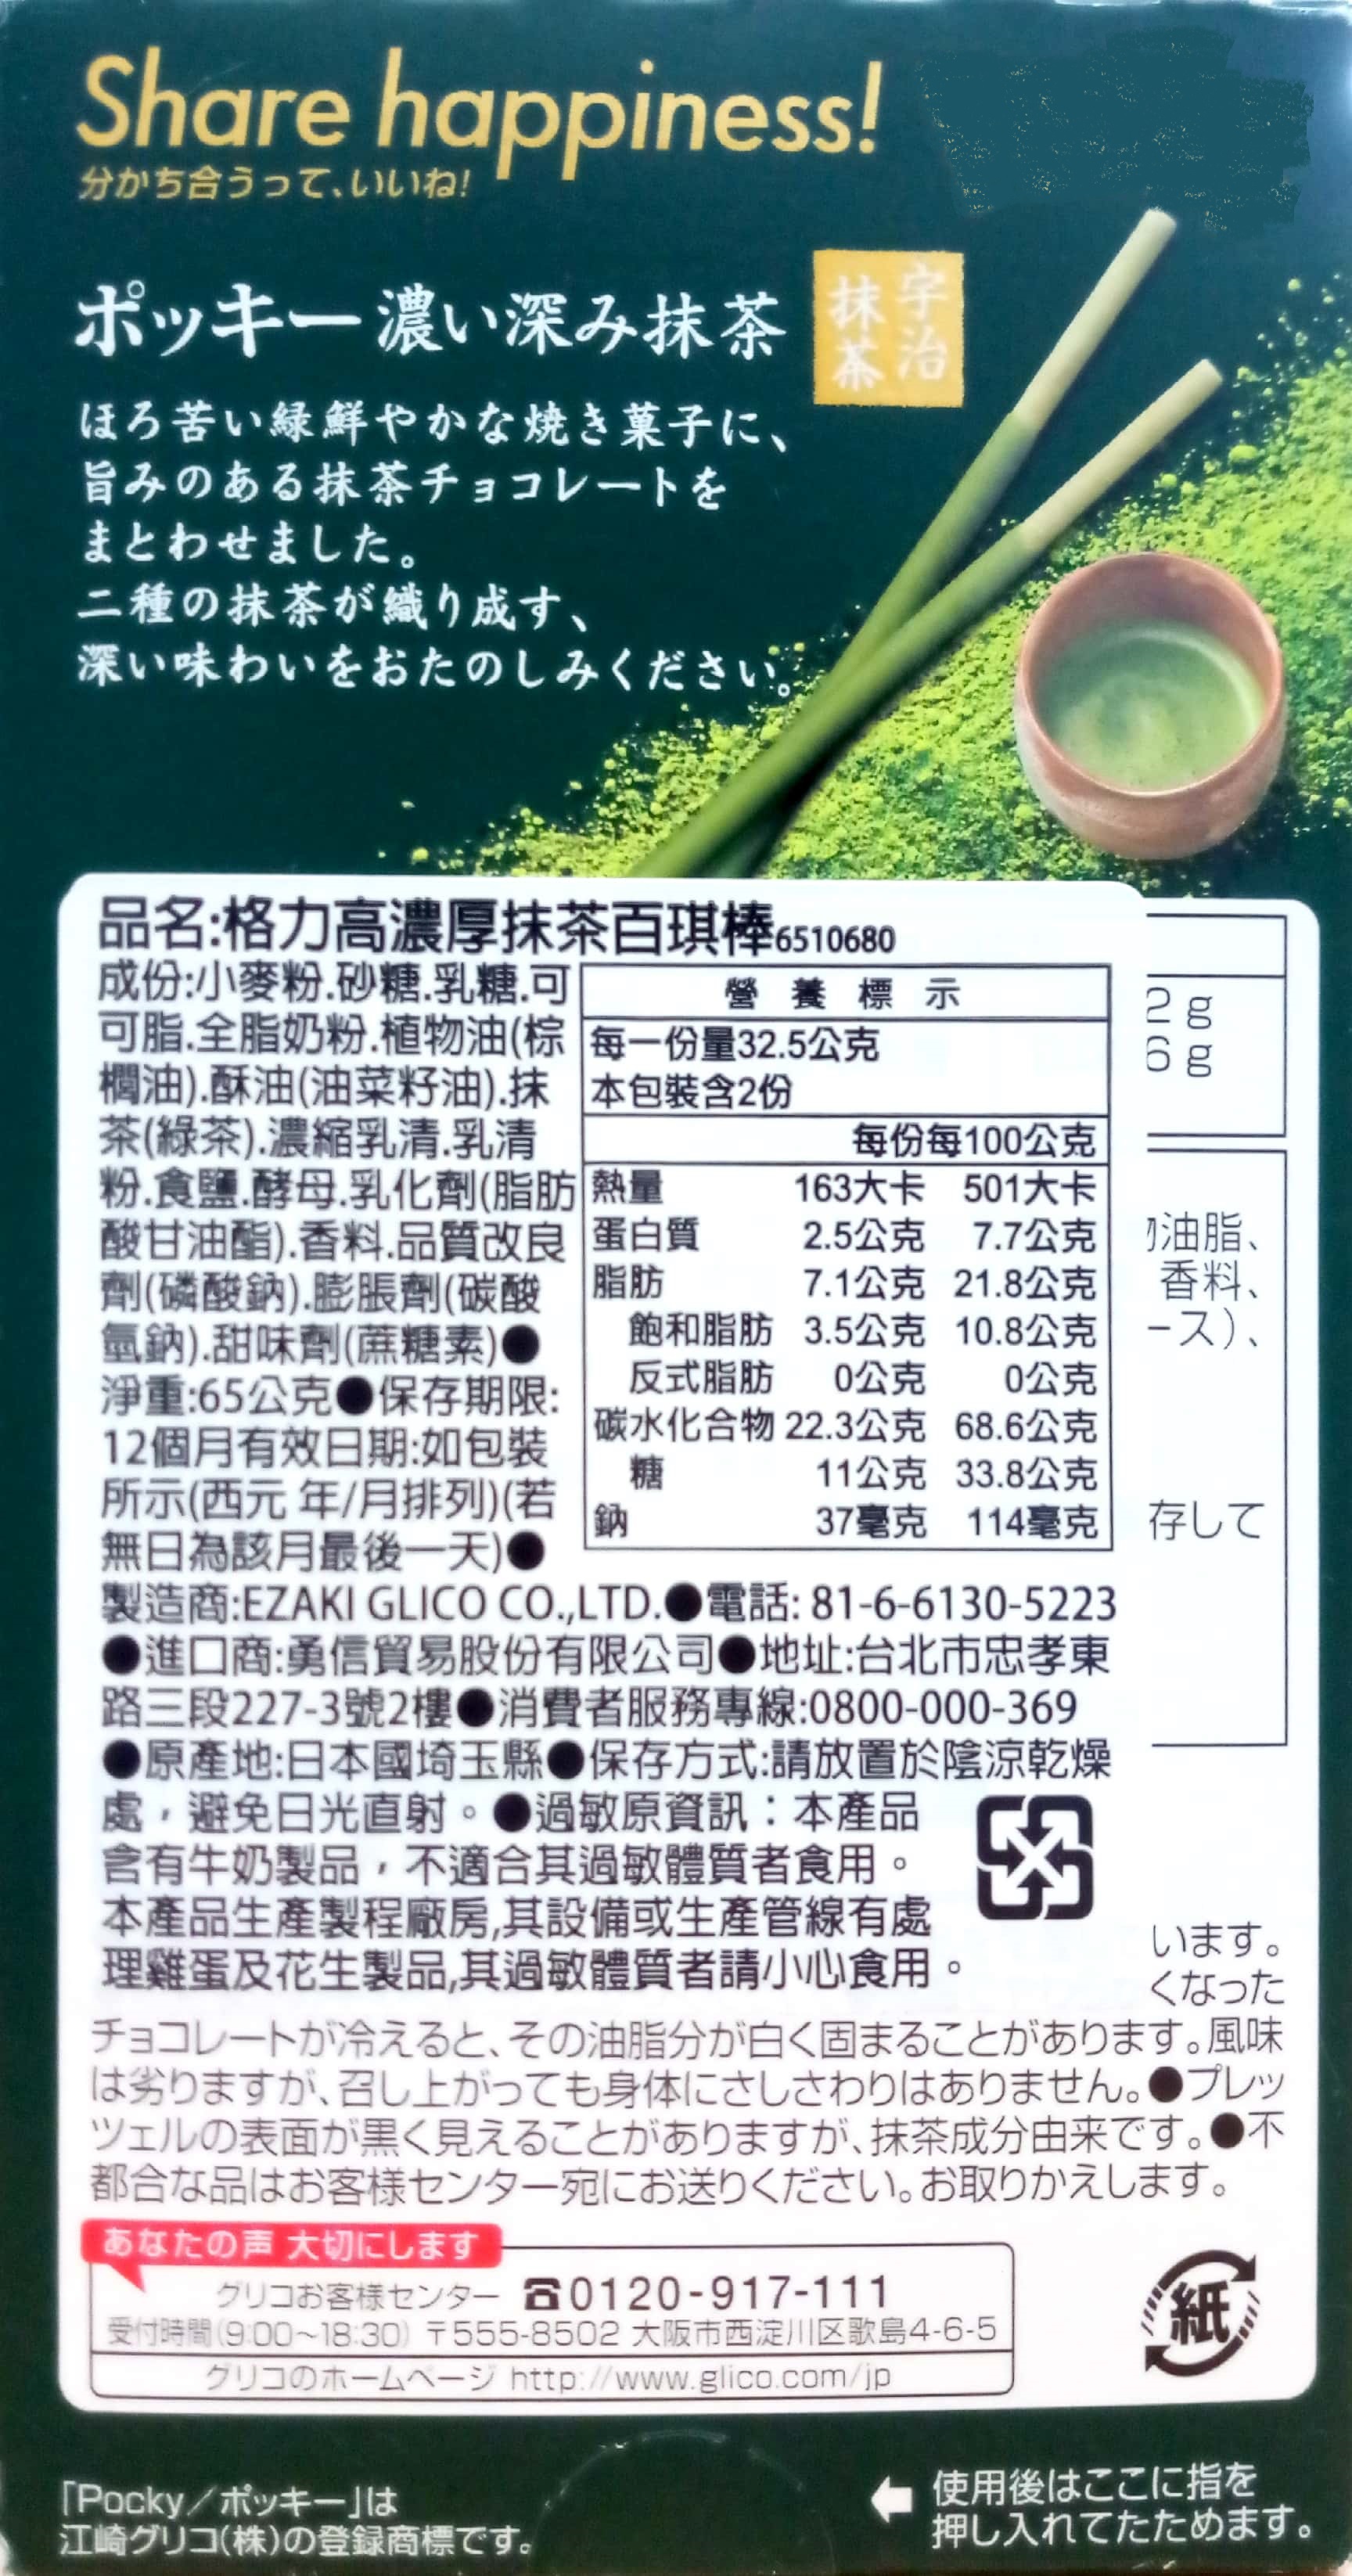 Share happiness!
分かち合うって、いいね!
ポッキー 濃い深み抹茶
宇治
抹茶
ほろ苦い緑鮮やかな焼き菓子に、
旨みのある抹茶チョコレートを
まとわせました。
二種の抹茶が織り成す、
深い味わいをおたのしみください。
品名:格力高濃厚抹茶百琪棒6510680
成份:小麥粉.砂糖.乳糖.可
可脂.全脂奶粉.植物油(棕
櫚油).酥油(油菜籽油).抹
茶(綠茶).濃縮乳清.乳清
粉.食鹽.酵母.乳化劑(脂肪
酸甘油酯).香料.品質改良
劑(磷酸鈉).膨脹劑(碳酸
氫鈉).甜味劑(蔗糖素)●
淨重:65公克●保存期限:
12個月有效日期:如包裝
所示(西元 年/月排列)(若
無日為該月最後一天)●
營 養 標 示
每一份量32.5公克
本包裝含2份
每份每100公克
熱量 163大卡 501大卡
蛋白質 2.5公克 7.7公克
脂肪 7.1公克 21.8公克
飽和脂肪 3.5公克 10.8公克
反式脂肪 0公克 0公克
碳水化合物 22.3公克 68.6公克
糖 11公克 33.8公克
鈉 37毫克 114毫克
製造商:EZAKI GLICO CO.,LTD.●電話: 81-6-6130-5223
●進口商:勇信貿易股份有限公司●地址:台北市忠孝東
路三段227-3號2樓●消費者服務專線:0800-000-369
●原產地:日本國埼玉縣●保存方式:請放置於陰涼乾燥
處，避免日光直射。●過敏原資訊：本產品
含有牛奶製品，不適合其過敏體質者食用。
本產品生產製程廠房,其設備或生產管線有處
理雞蛋及花生製品,其過敏體質者請小心食用。
2g
6g
油脂、
香料、
ース)、
存して
います。
くなった
チョコレートが冷えると、その油脂分が白く固まることがあります。風味
は劣りますが、召し上がっても身体にさしさわりはありません。●プレッ
ツェルの表面が黒く見えることがありますが、抹茶成分由来です。●不
都合な品はお客様センター宛にお送りください。お取りかえします。
あなたの声 大切にします
グリコお客様センター ☎0120-917-111
受付時間(9:00~18:30) 〒555-8502 大阪市西淀川区歌島4-6-5
グリコのホームページ http://www.glico.com/jp
紙
「Pocky/ポッキー」は
江崎グリコ(株)の登録商標です。
← 使用後はここに指を
押し入れてたためます。